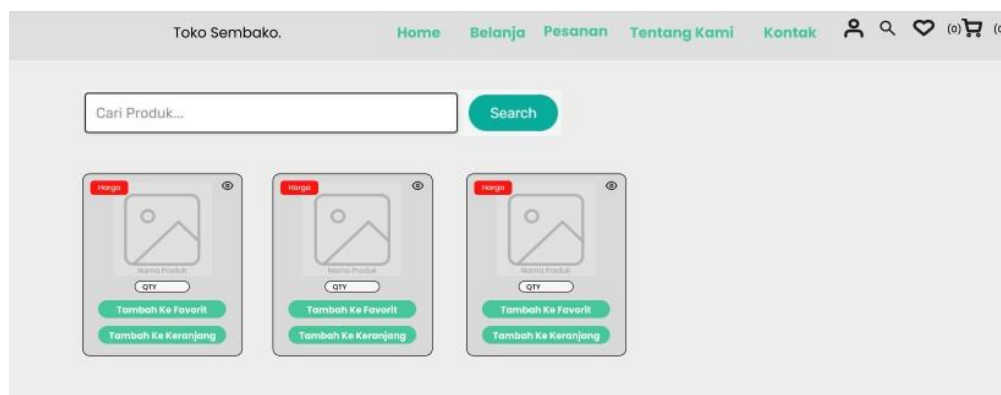 Toko Sembako. Home Belanja Pesanan Tentang Kami Kontak (0) (0
Cari Produk... Search
Harga Harga Harga
Nama Produk Nama Produk Nama Produk
QTY QTY QTY
Tambah Ke Favorit Tambah Ke Favorit Tambah Ke Favorit
Tambah Ke Keranjang Tambah Ke Keranjang Tambah Ke Keranjang